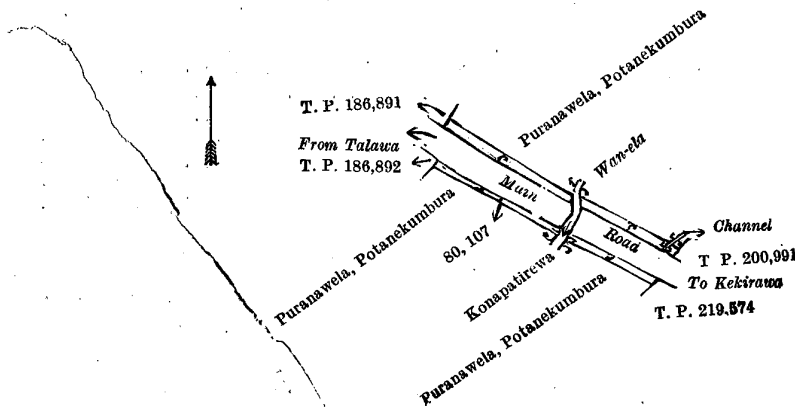 Puranawela, Potanekumbura
T. P. 186,891
From Talawa
T. P. 186,892
Wan-ela
Main Road
Channel
T P. 200,991
To Kekirawa
T. P. 219,574
Puranawela, Potanekumbura
80, 107
Konapatirewa
Puranawela, Potanekumbura